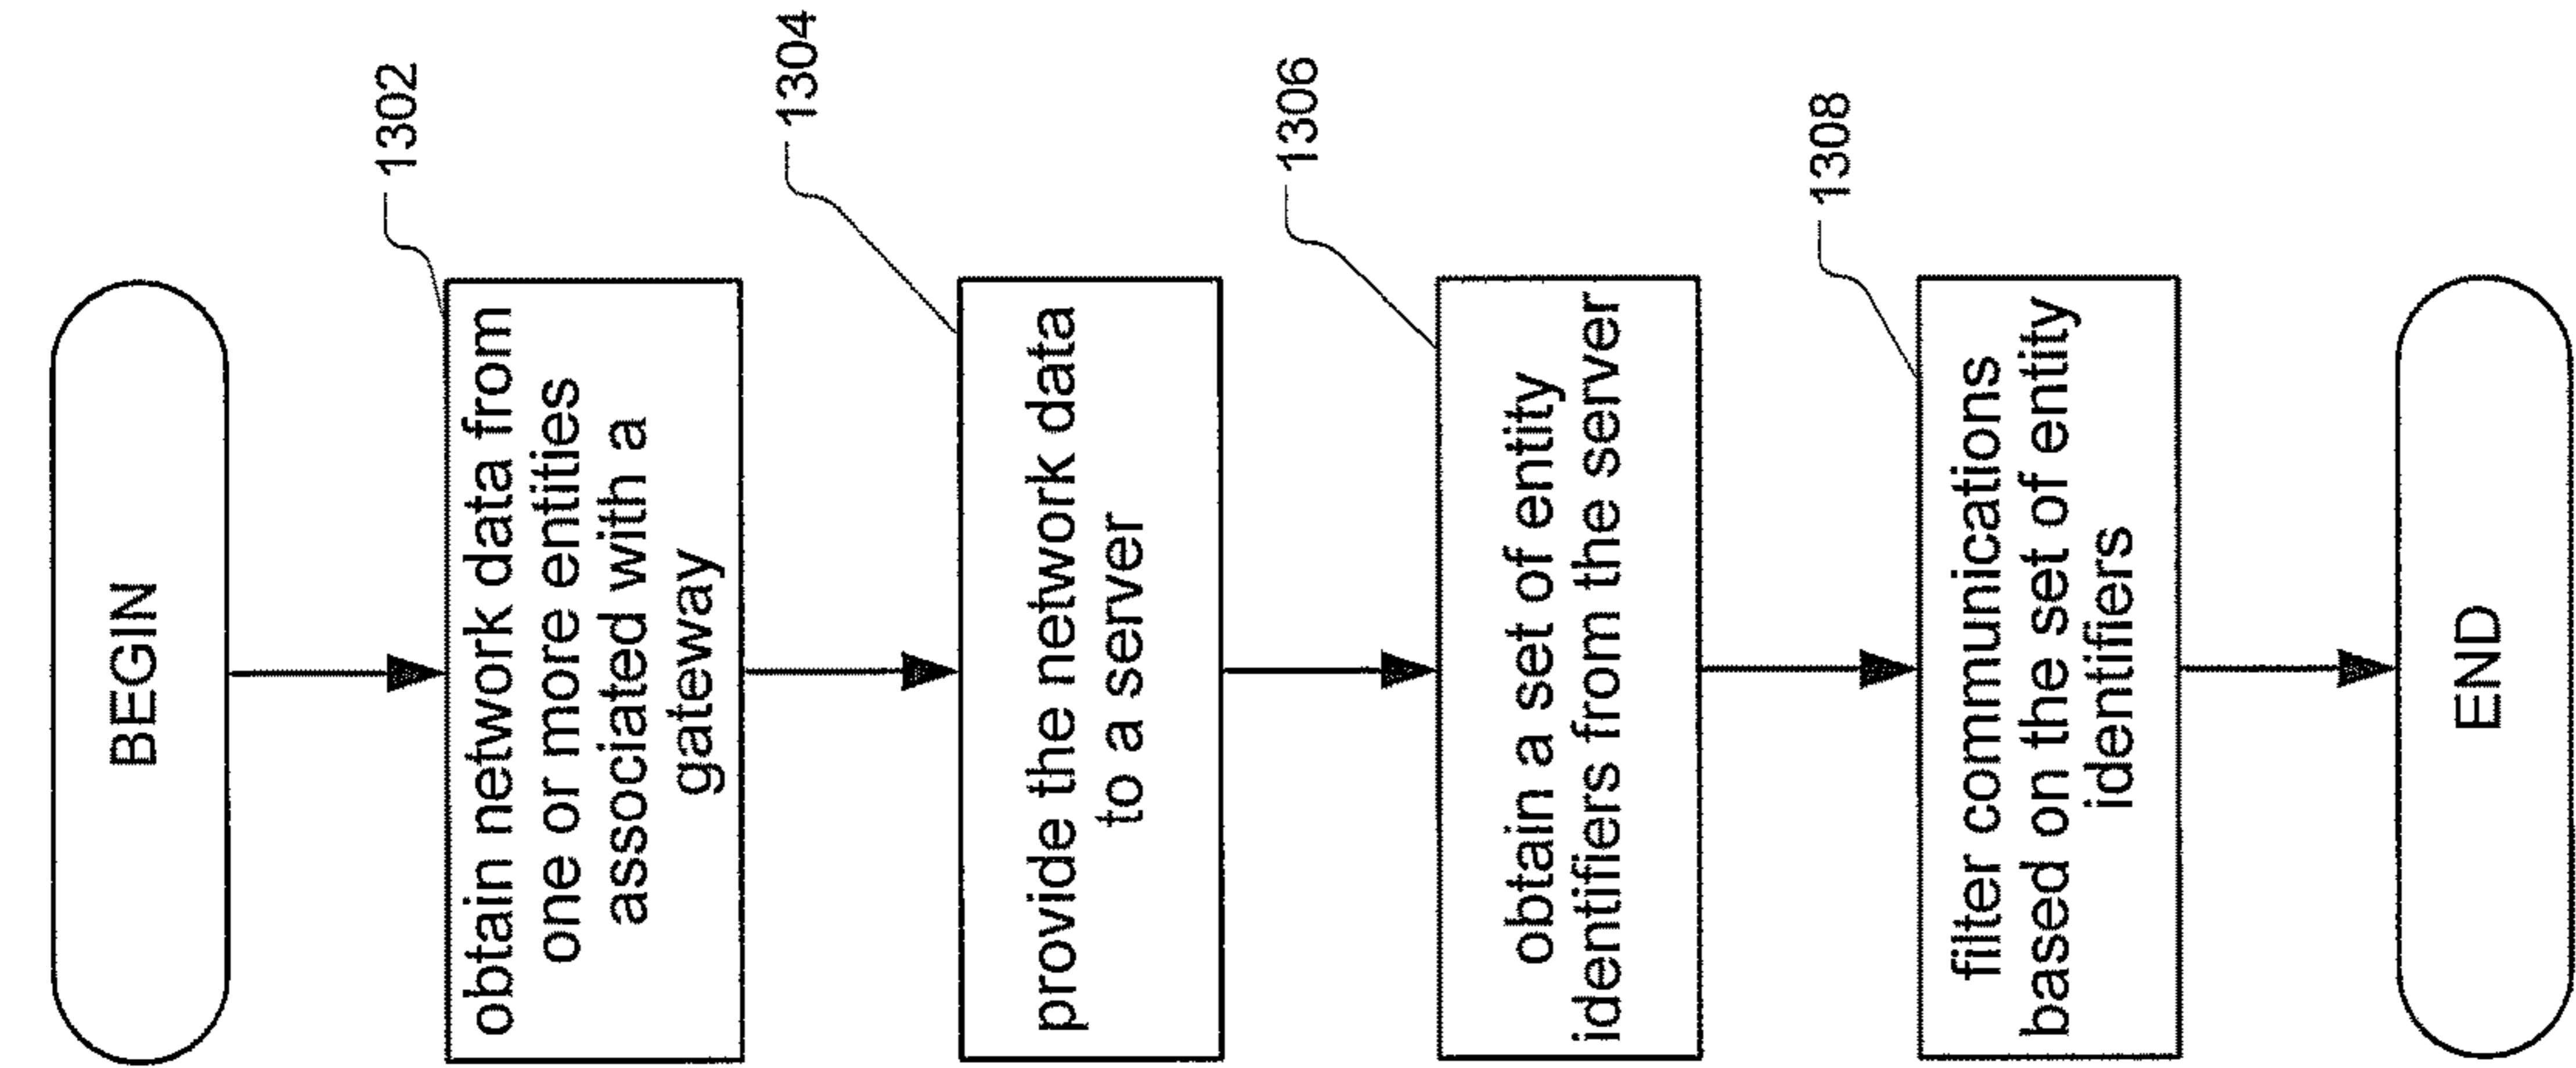 BEGIN
1302
obtain network data from
one or more entities
associated with a
gateway
1304
provide the network data
to a server
1306
obtain a set of entity
identifiers from the server
1308
filter communications
based on the set of entity
identifiers
END